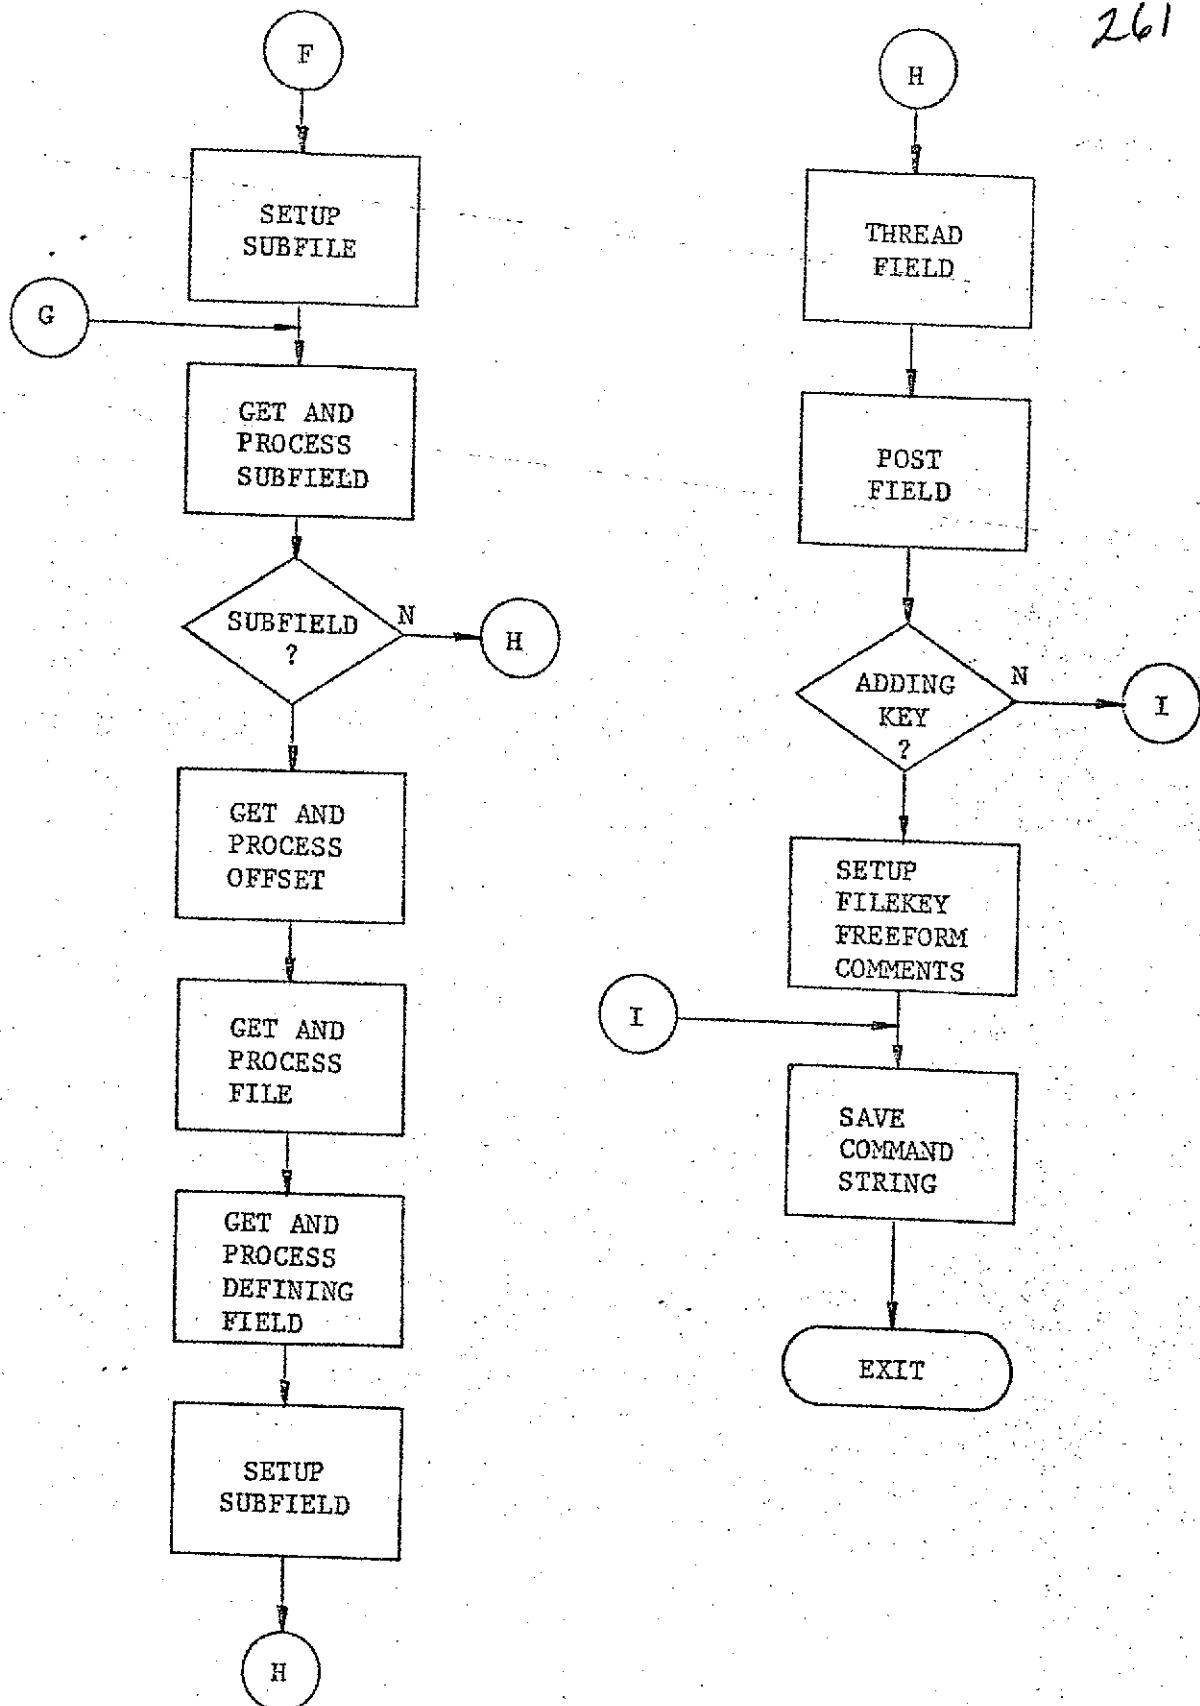 261
F
SETUP
SUBFILE
G
GET AND
PROCESS
SUBFIELD
SUBFIELD
?
N
H
GET AND
PROCESS
OFFSET
GET AND
PROCESS
FILE
GET AND
PROCESS
DEFINING
FIELD
SETUP
SUBFIELD
H
H
THREAD
FIELD
POST
FIELD
ADDING
KEY
?
N
I
SETUP
FILEKEY
FREEFORM
COMMENTS
I
SAVE
COMMAND
STRING
EXIT